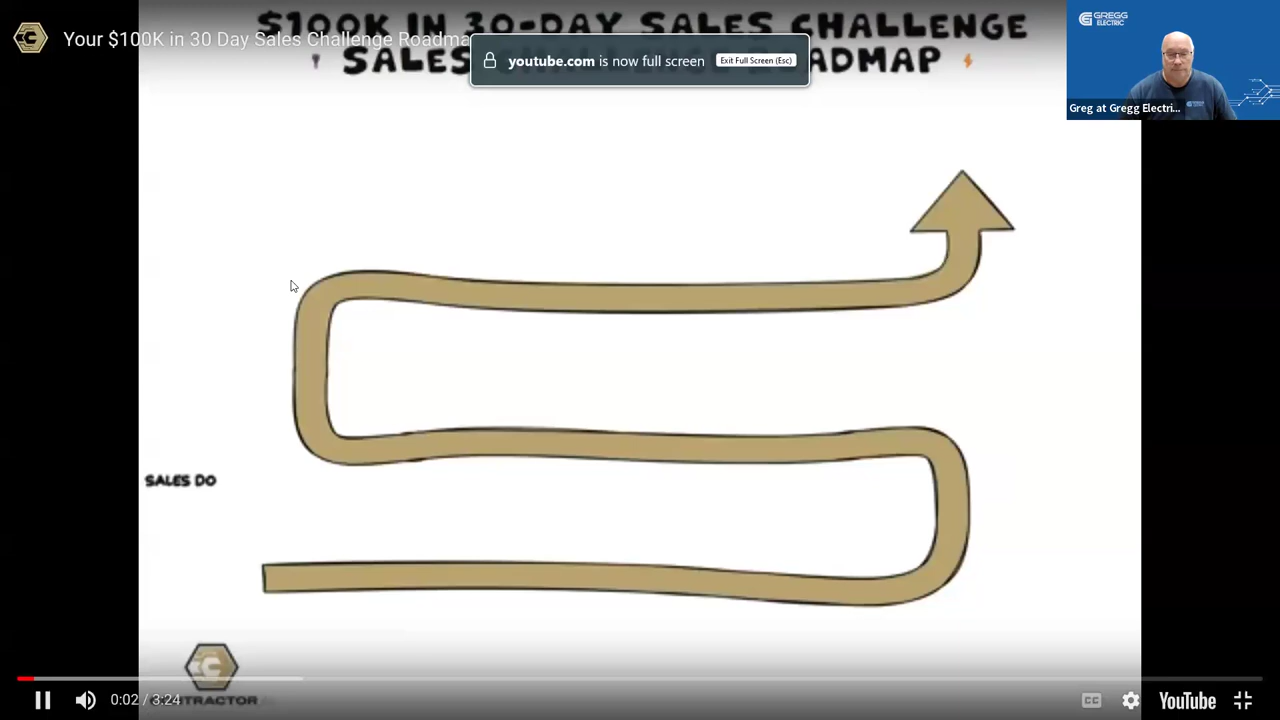 $100K IN 30-DAY SALES CHALLENGE
Your $100K in 30 Day Sales Challenge Roadma
youtube.com is now full screen
Exit Full Screen (Esc)
GREGG
ELECTRIC
Greg at Gregg Electri...
SALES DO
0:02 / 3:24
CC
YouTube